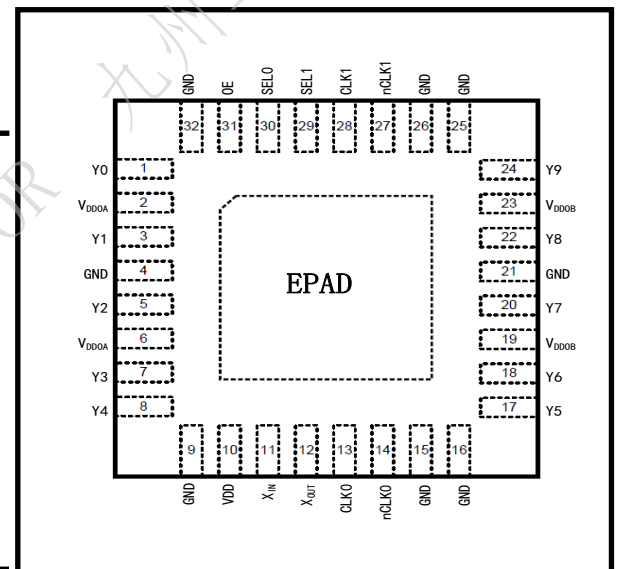 九州
OR
GND OE SEL0 SEL1 CLK1 nCLK1 GND GND
32 31 30 29 28 27 26 25
Y0 1 24 Y9
VDDOA 2 23 VDDOB
Y1 3 22 Y8
GND 4 21 GND
EPAD
Y2 5 20 Y7
VDDOA 6 19 VDDOB
Y3 7 18 Y6
Y4 8 17 Y5
9 10 11 12 13 14 15 16
GND VDD XIN XOUT CLK0 nCLK0 GND GND